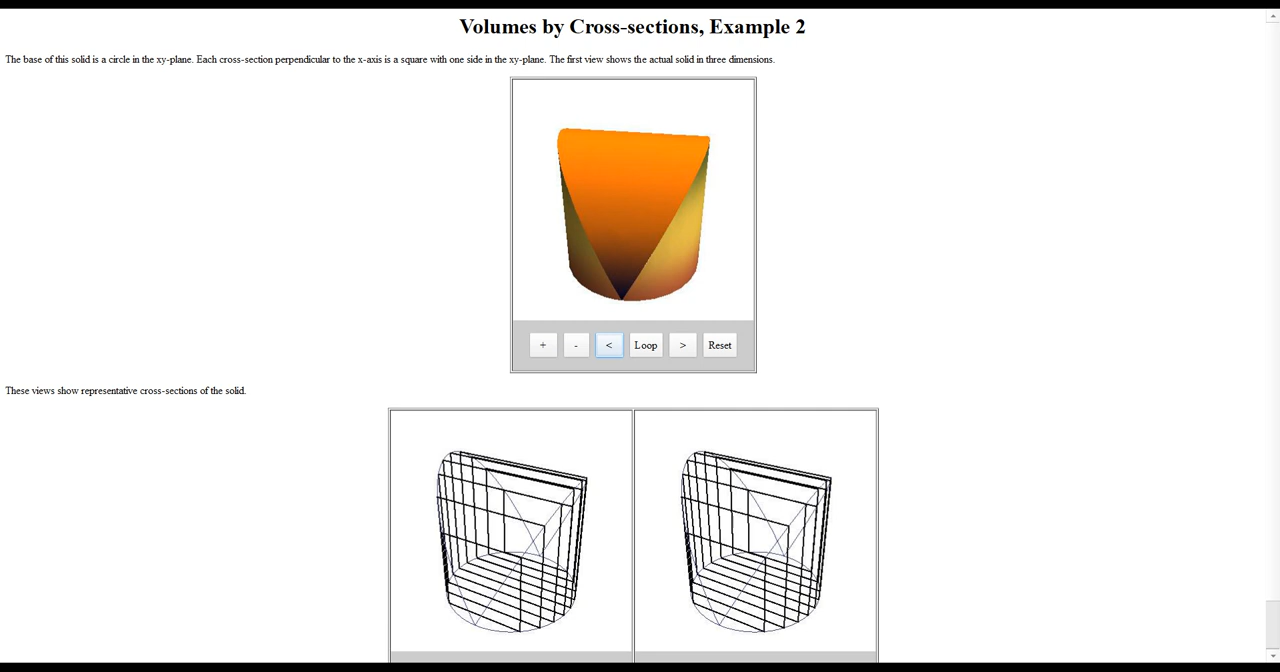 Volumes by Cross-sections, Example 2
The base of this solid is a circle in the xy-plane. Each cross-section perpendicular to the x-axis is a square with one side in the xy-plane. The first view shows the actual solid in three dimensions.
+ - < Loop > Reset
These views show representative cross-sections of the solid.